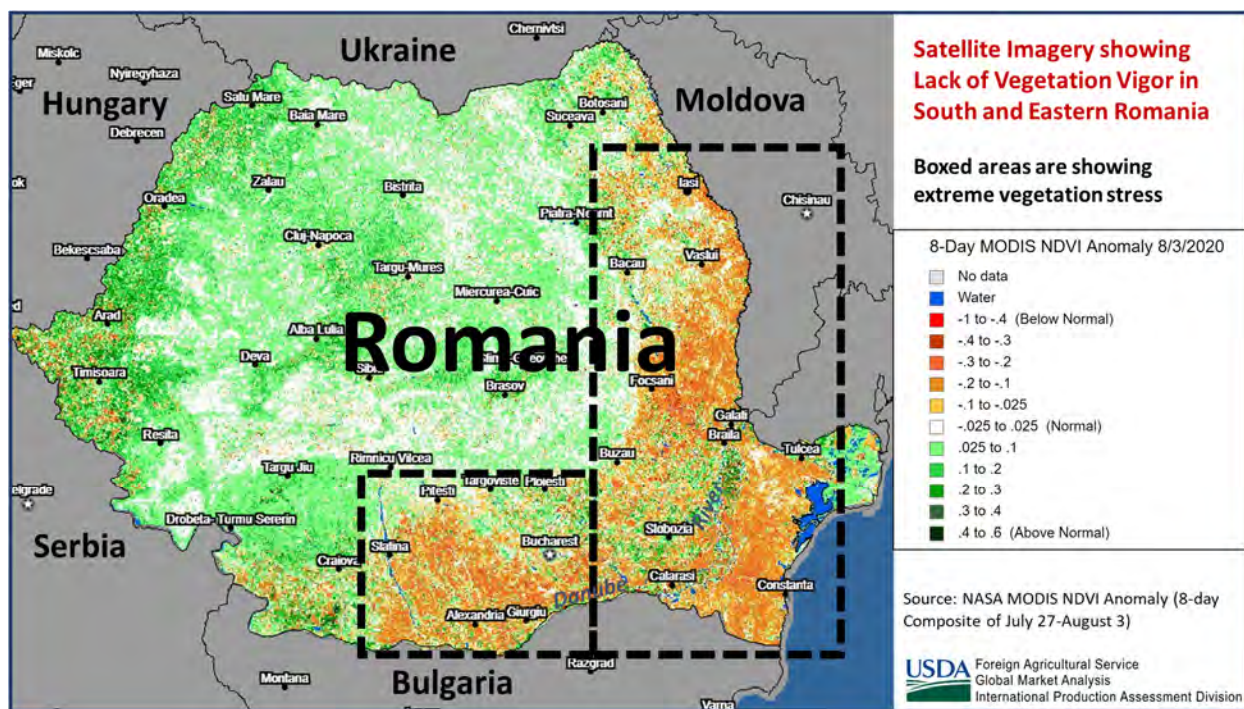 Ukraine
Chernivtsi
Miskolc
Nyiregyhaza
Hungary
Debrecen
Satu Mare
Baia Mare
Botosani
Suceava
Moldova
Zalau
Bistrita
Oradea
Iasi
Chisinau
Piatra-Neamt
Cluj-Napoca
Bekescsaba
Targu-Mures
Bacau
Vaslui
Miercurea-Cuic
Arad
Alba Lulia
Romania
Deva
Timisoara
Brasov
Focsani
Galati
Braila
Resita
Tulcea
Rimnicu Vilcea
Buzau
Targu Jiu
Targoviste
Ploiesti
Pitesti
elgrade
Drobeta- Turmu Sererin
Serbia
Slobozia
River
Bucharest
Slatina
Craiova
Calarasi
Constanta
Danube
Alexandria
Giurgiu
Razgrad
Montana
Bulgaria
Varna
Satellite Imagery showing
Lack of Vegetation Vigor in
South and Eastern Romania
Boxed areas are showing
extreme vegetation stress
8-Day MODIS NDVI Anomaly 8/3/2020
No data
Water
-1 to -.4 (Below Normal)
-.4 to -.3
-.3 to -.2
-.2 to -.1
-.1 to -.025
-.025 to .025 (Normal)
.025 to .1
.1 to .2
.2 to .3
.3 to .4
.4 to .6 (Above Normal)
Source: NASA MODIS NDVI Anomaly (8-day
Composite of July 27-August 3)
USDA
Foreign Agricultural Service
Global Market Analysis
International Production Assessment Division